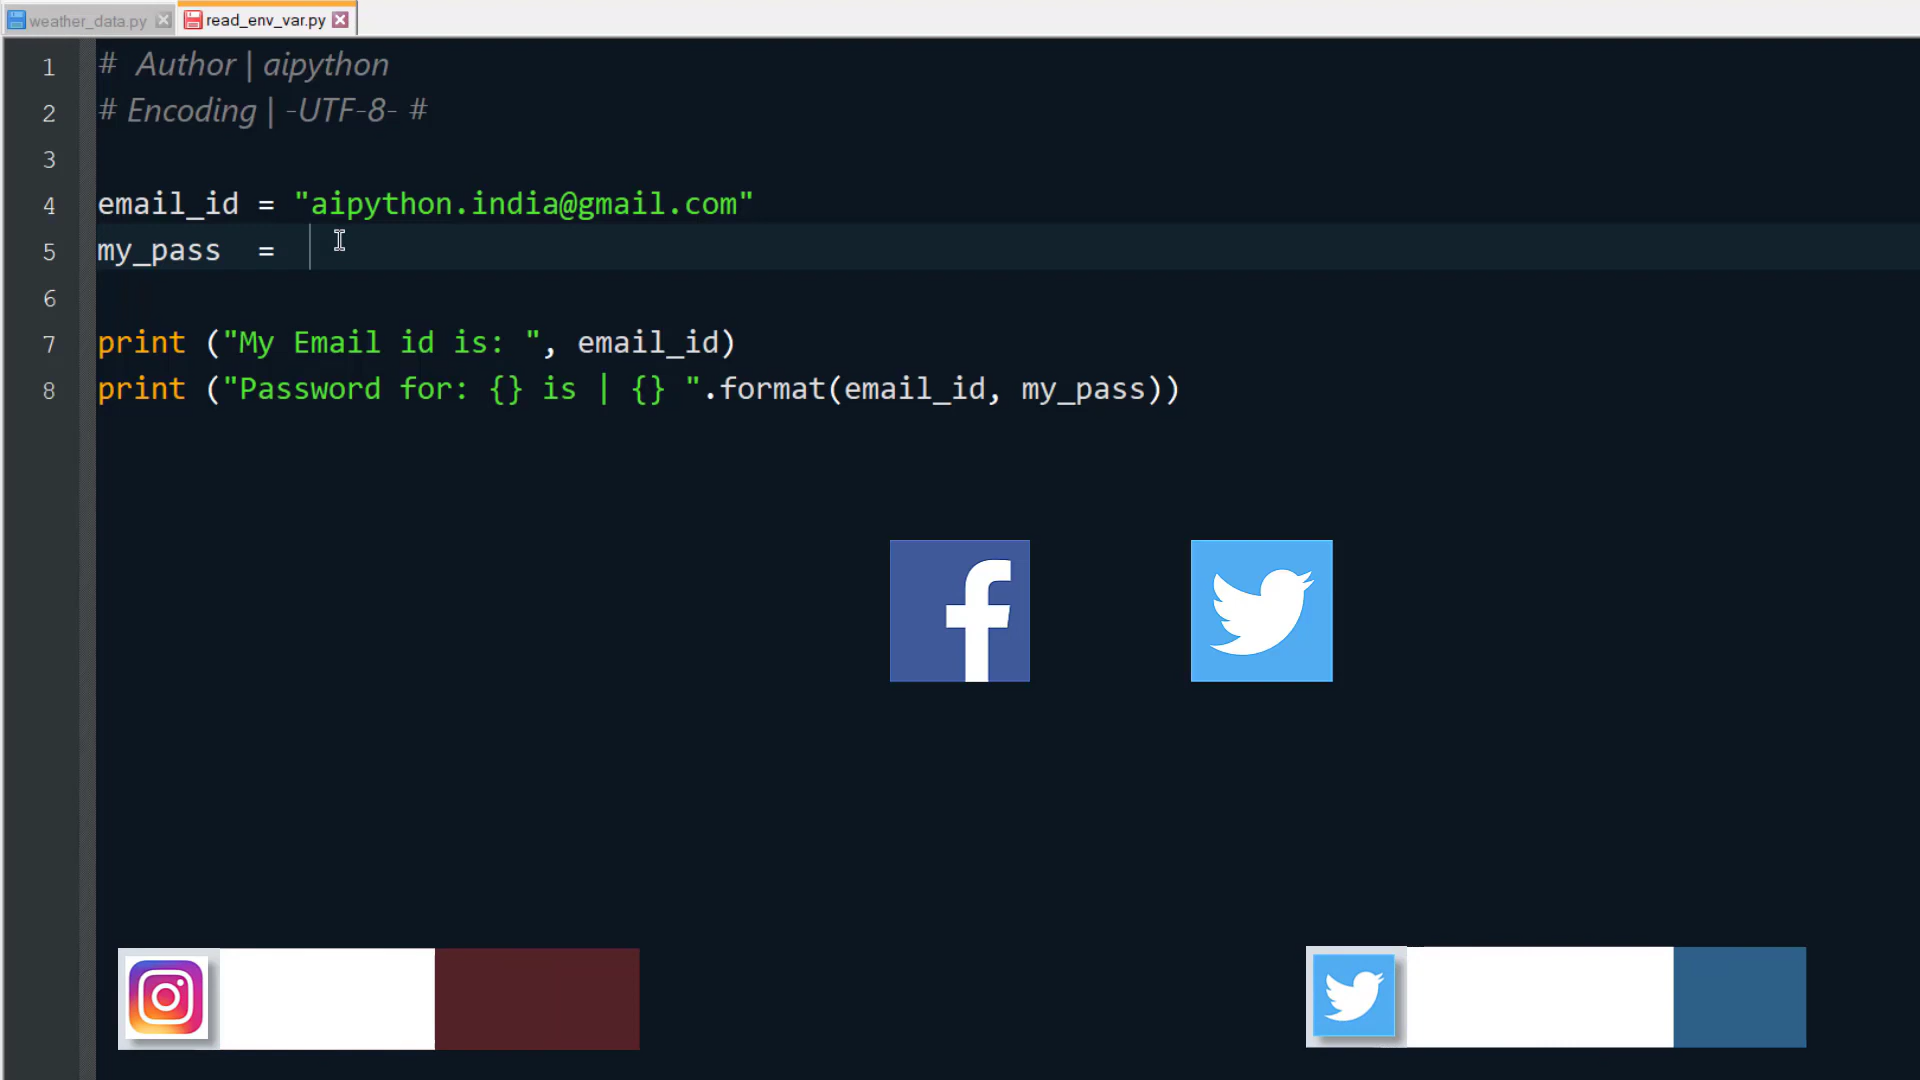 weather_data.py read_env_var.py
1 # Author | aipython
2 # Encoding | -UTF-8- #
3
4 email_id = "aipython.india@gmail.com"
5 my_pass =
6
7 print ("My Email id is: ", email_id)
8 print ("Password for: {} is | {} ".format(email_id, my_pass))